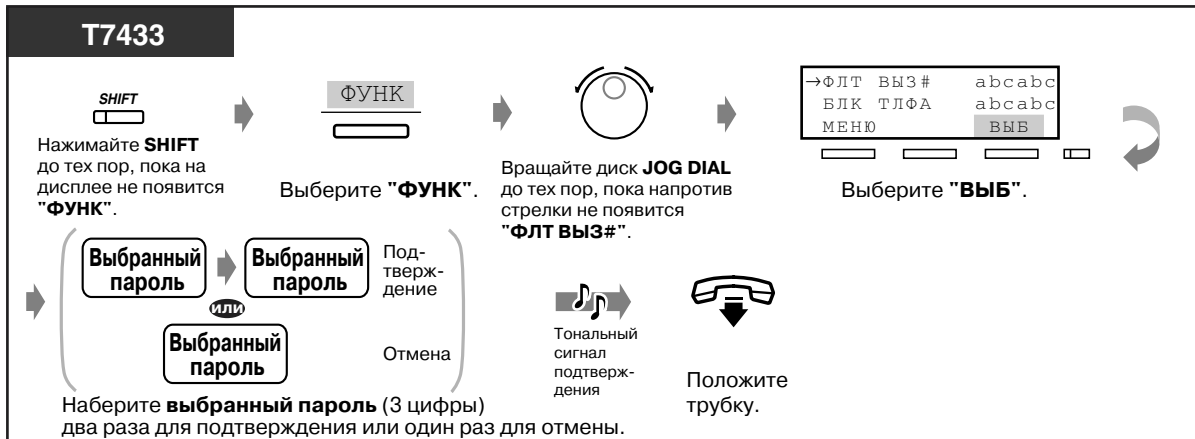 T7433
SHIFT
Нажимайте SHIFT
до тех пор, пока на
дисплее не появится
"ФУНК".
ФУНК
Выберите "ФУНК".
Вращайте диск JOG DIAL
до тех пор, пока напротив
стрелки не появится
"ФЛТ ВЫЗ#".
→ФЛТ ВЫЗ# abcabc
БЛК ТЛФА abcabc
МЕНЮ ВЫБ
Выберите "ВЫБ".
Выбранный
пароль
Выбранный
пароль
Под-
тверж-
дение
или
Выбранный
пароль
Отмена
Наберите выбранный пароль (3 цифры)
два раза для подтверждения или один раз для отмены.
Тональный
сигнал
подтверж-
дения
Положите
трубку.